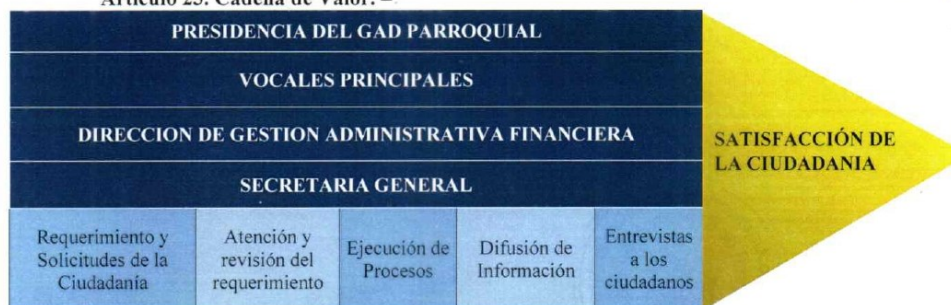 Artículo 25. Cadena de Valor. –
PRESIDENCIA DEL GAD PARROQUIAL
VOCALES PRINCIPALES
DIRECCION DE GESTION ADMINISTRATIVA FINANCIERA
SECRETARIA GENERAL
SATISFACCIÓN DE
LA CIUDADANIA
Requerimiento y
Solicitudes de la
Ciudadanía
Atención y
revisión del
requerimiento
Ejecución de
Procesos
Difusión de
Información
Entrevistas
a los
ciudadanos